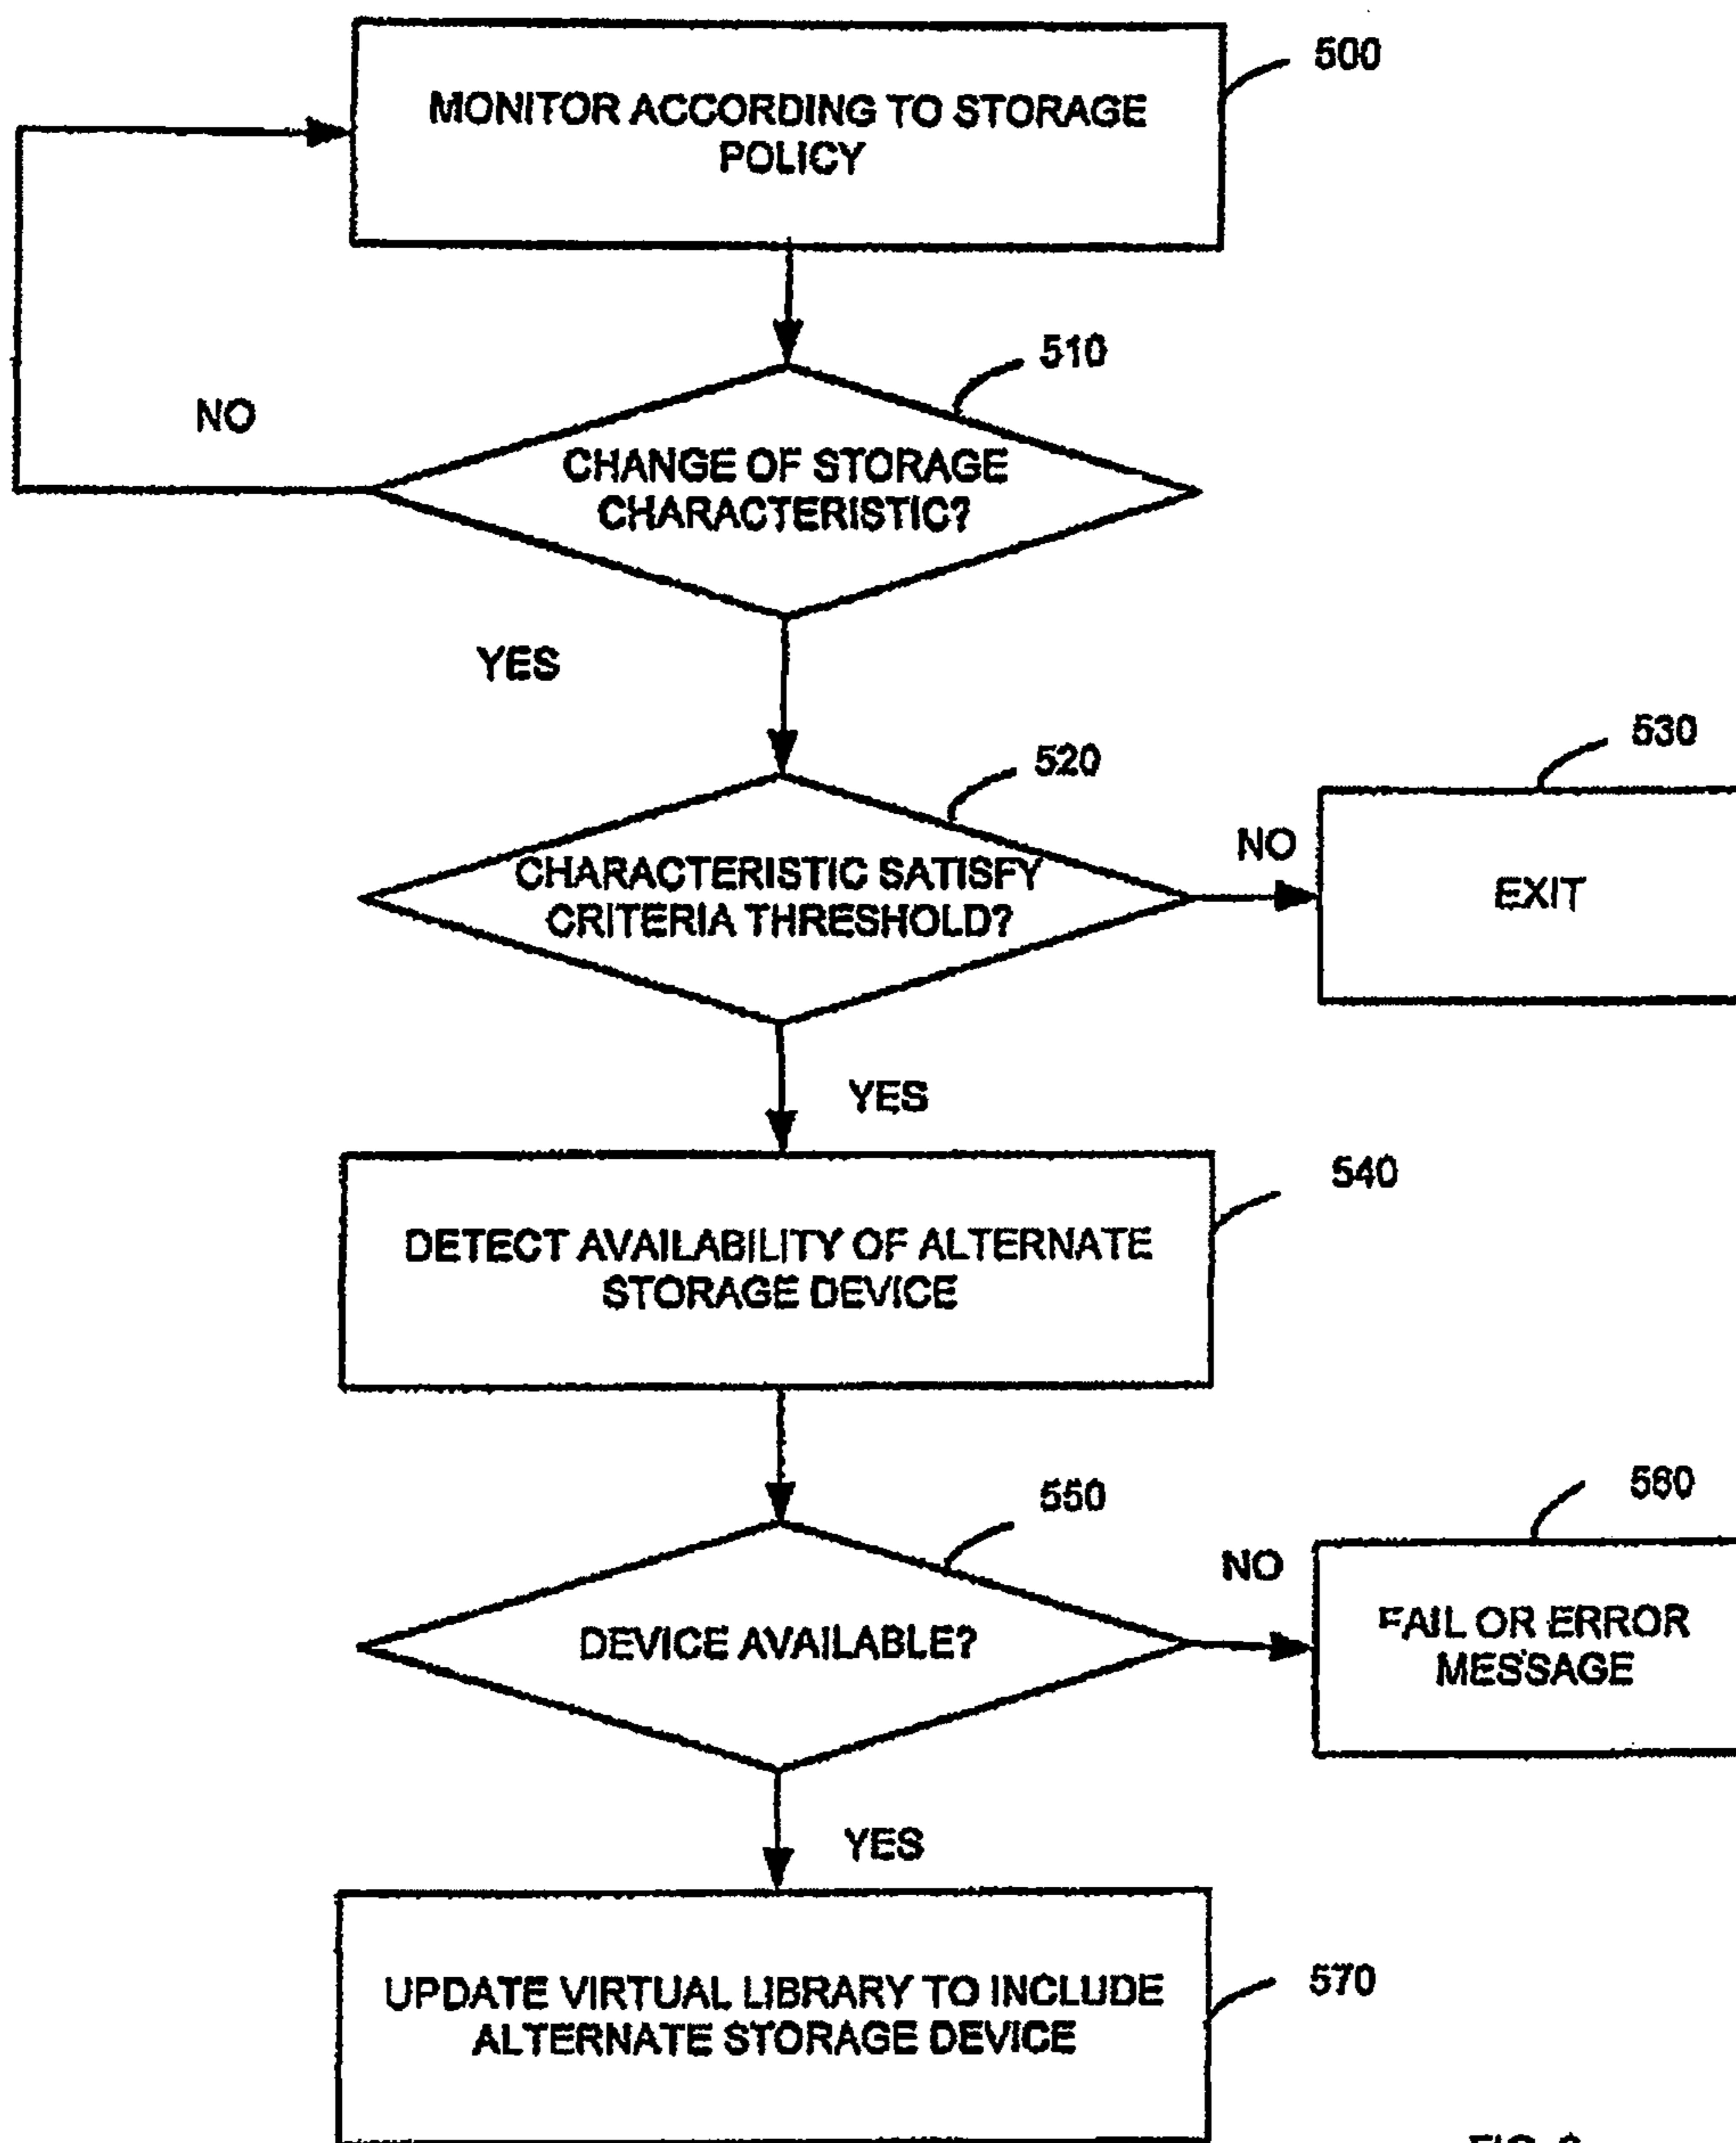 500
MONITOR ACCORDING TO STORAGE
POLICY
510
NO
CHANGE OF STORAGE
CHARACTERISTIC?
YES
520
530
NO
CHARACTERISTIC SATISFY
CRITERIA THRESHOLD?
EXIT
YES
540
DETECT AVAILABILITY OF ALTERNATE
STORAGE DEVICE
550
560
NO
DEVICE AVAILABLE?
FAIL OR ERROR
MESSAGE
YES
570
UPDATE VIRTUAL LIBRARY TO INCLUDE
ALTERNATE STORAGE DEVICE
FIG.